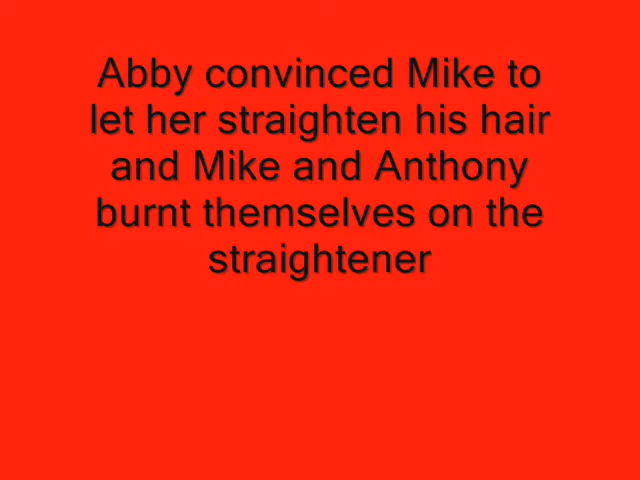 Abby convinced Mike to
let her straighten his hair
and Mike and Anthony
burnt themselves on the
straightener